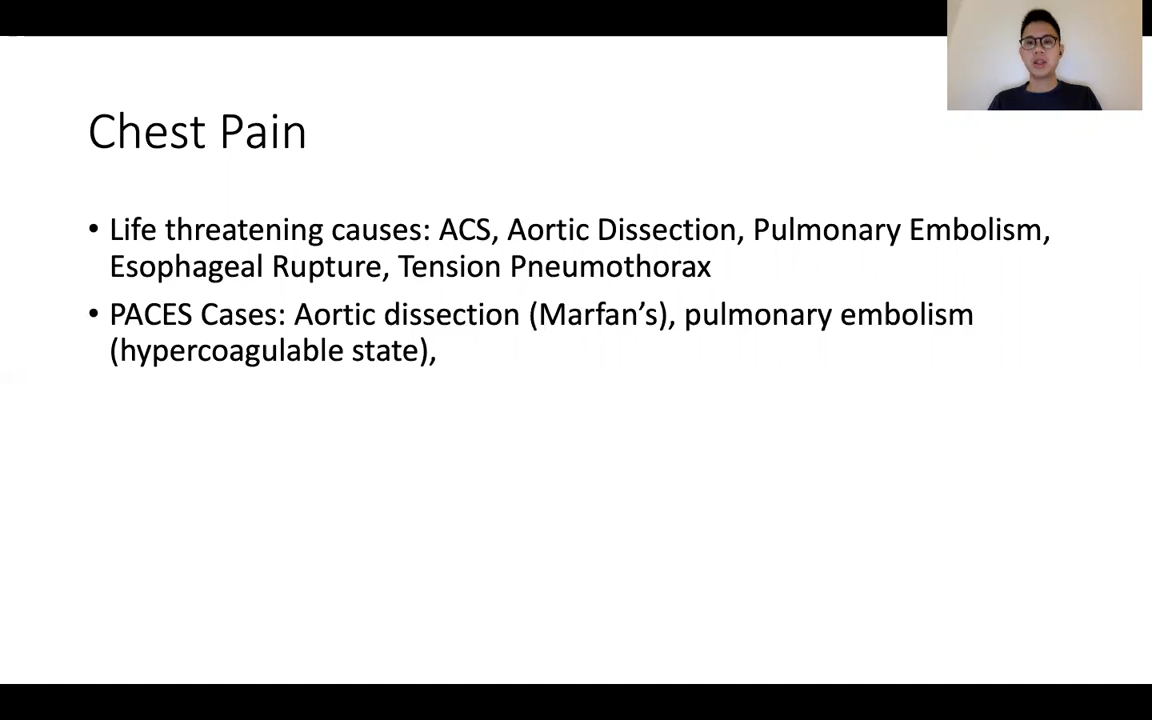 Chest Pain
• Life threatening causes: ACS, Aortic Dissection, Pulmonary Embolism,
Esophageal Rupture, Tension Pneumothorax
• PACES Cases: Aortic dissection (Marfan’s), pulmonary embolism
(hypercoagulable state),